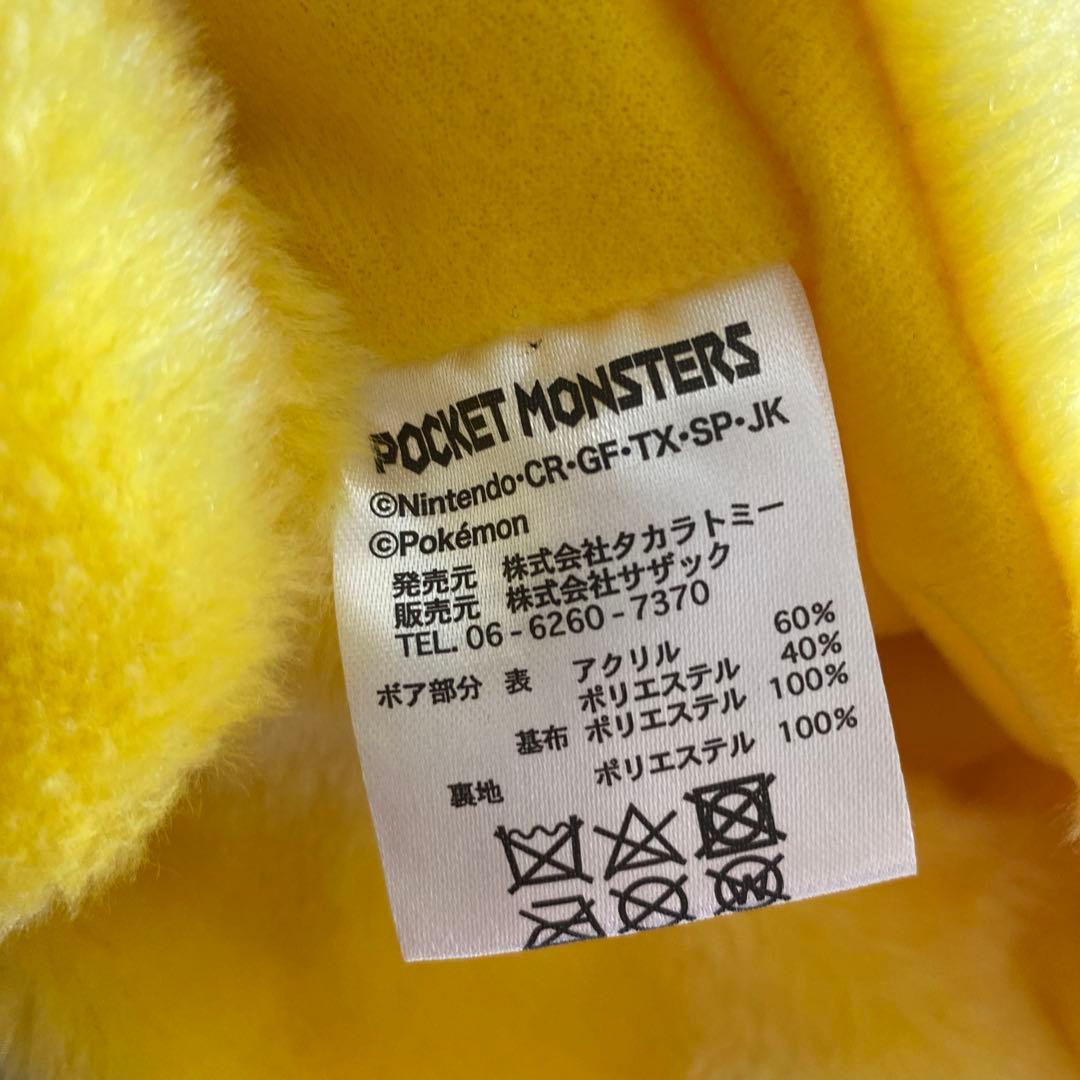 POCKET MONSTERS
©Nintendo・CR・GF・TX・SP・JK
©Pokémon
発売元 株式会社タカラトミー
販売元 株式会社サザック
TEL. 06-6260-7370
ボア部分 表 アクリル 60%
ポリエステル 40%
基布 ポリエステル 100%
裏地 ポリエステル 100%